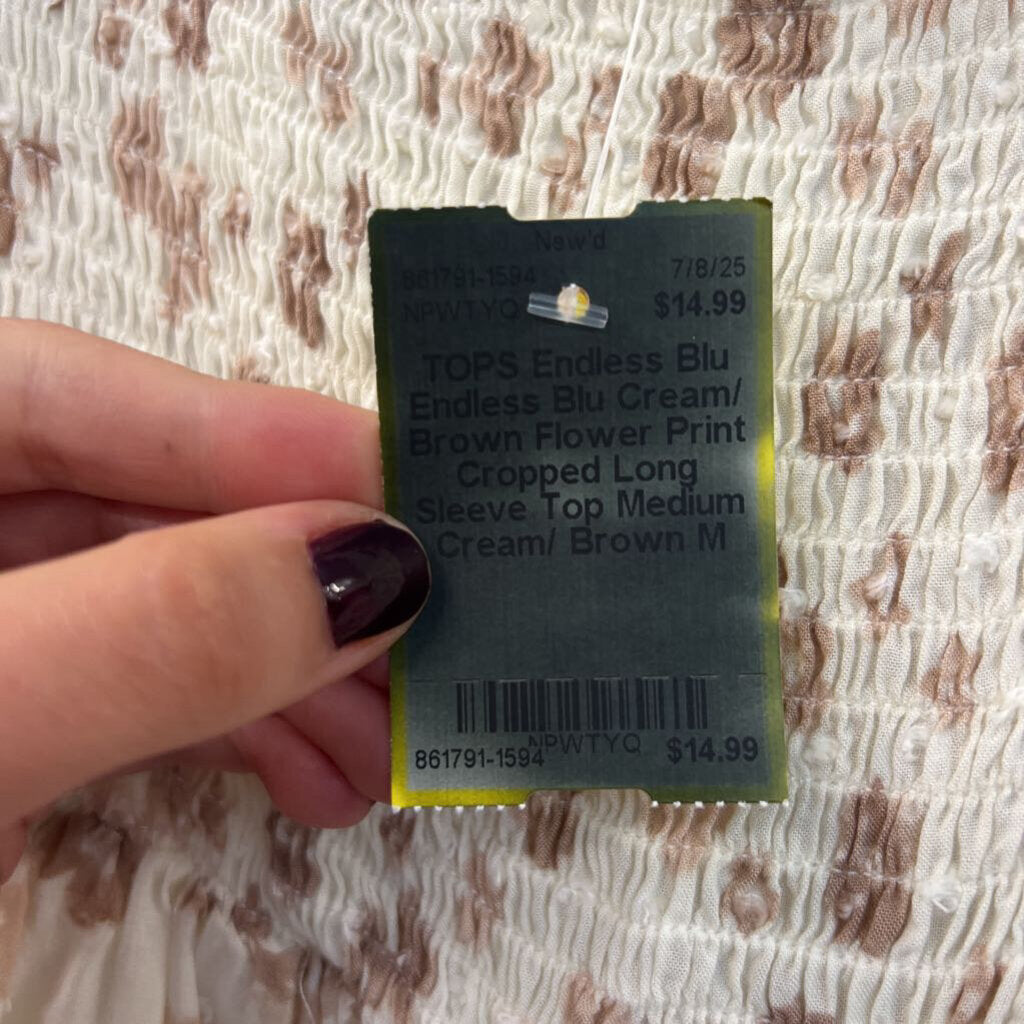 New'd
861791-1594 7/8/25
NPWTYQ $14.99
TOPS Endless Blu
Endless Blu Cream/
Brown Flower Print
Cropped Long
Sleeve Top Medium
Cream/ Brown M
NPWTYQ
861791-1594 $14.99